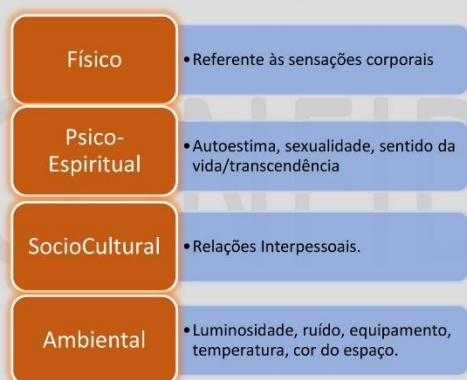 Físico
• Referente às sensações corporais
Psico-
Espiritual
• Autoestima, sexualidade, sentido da
vida/transcendência
SocioCultural
• Relações Interpessoais.
Ambiental
• Luminosidade, ruído, equipamento,
temperatura, cor do espaço.